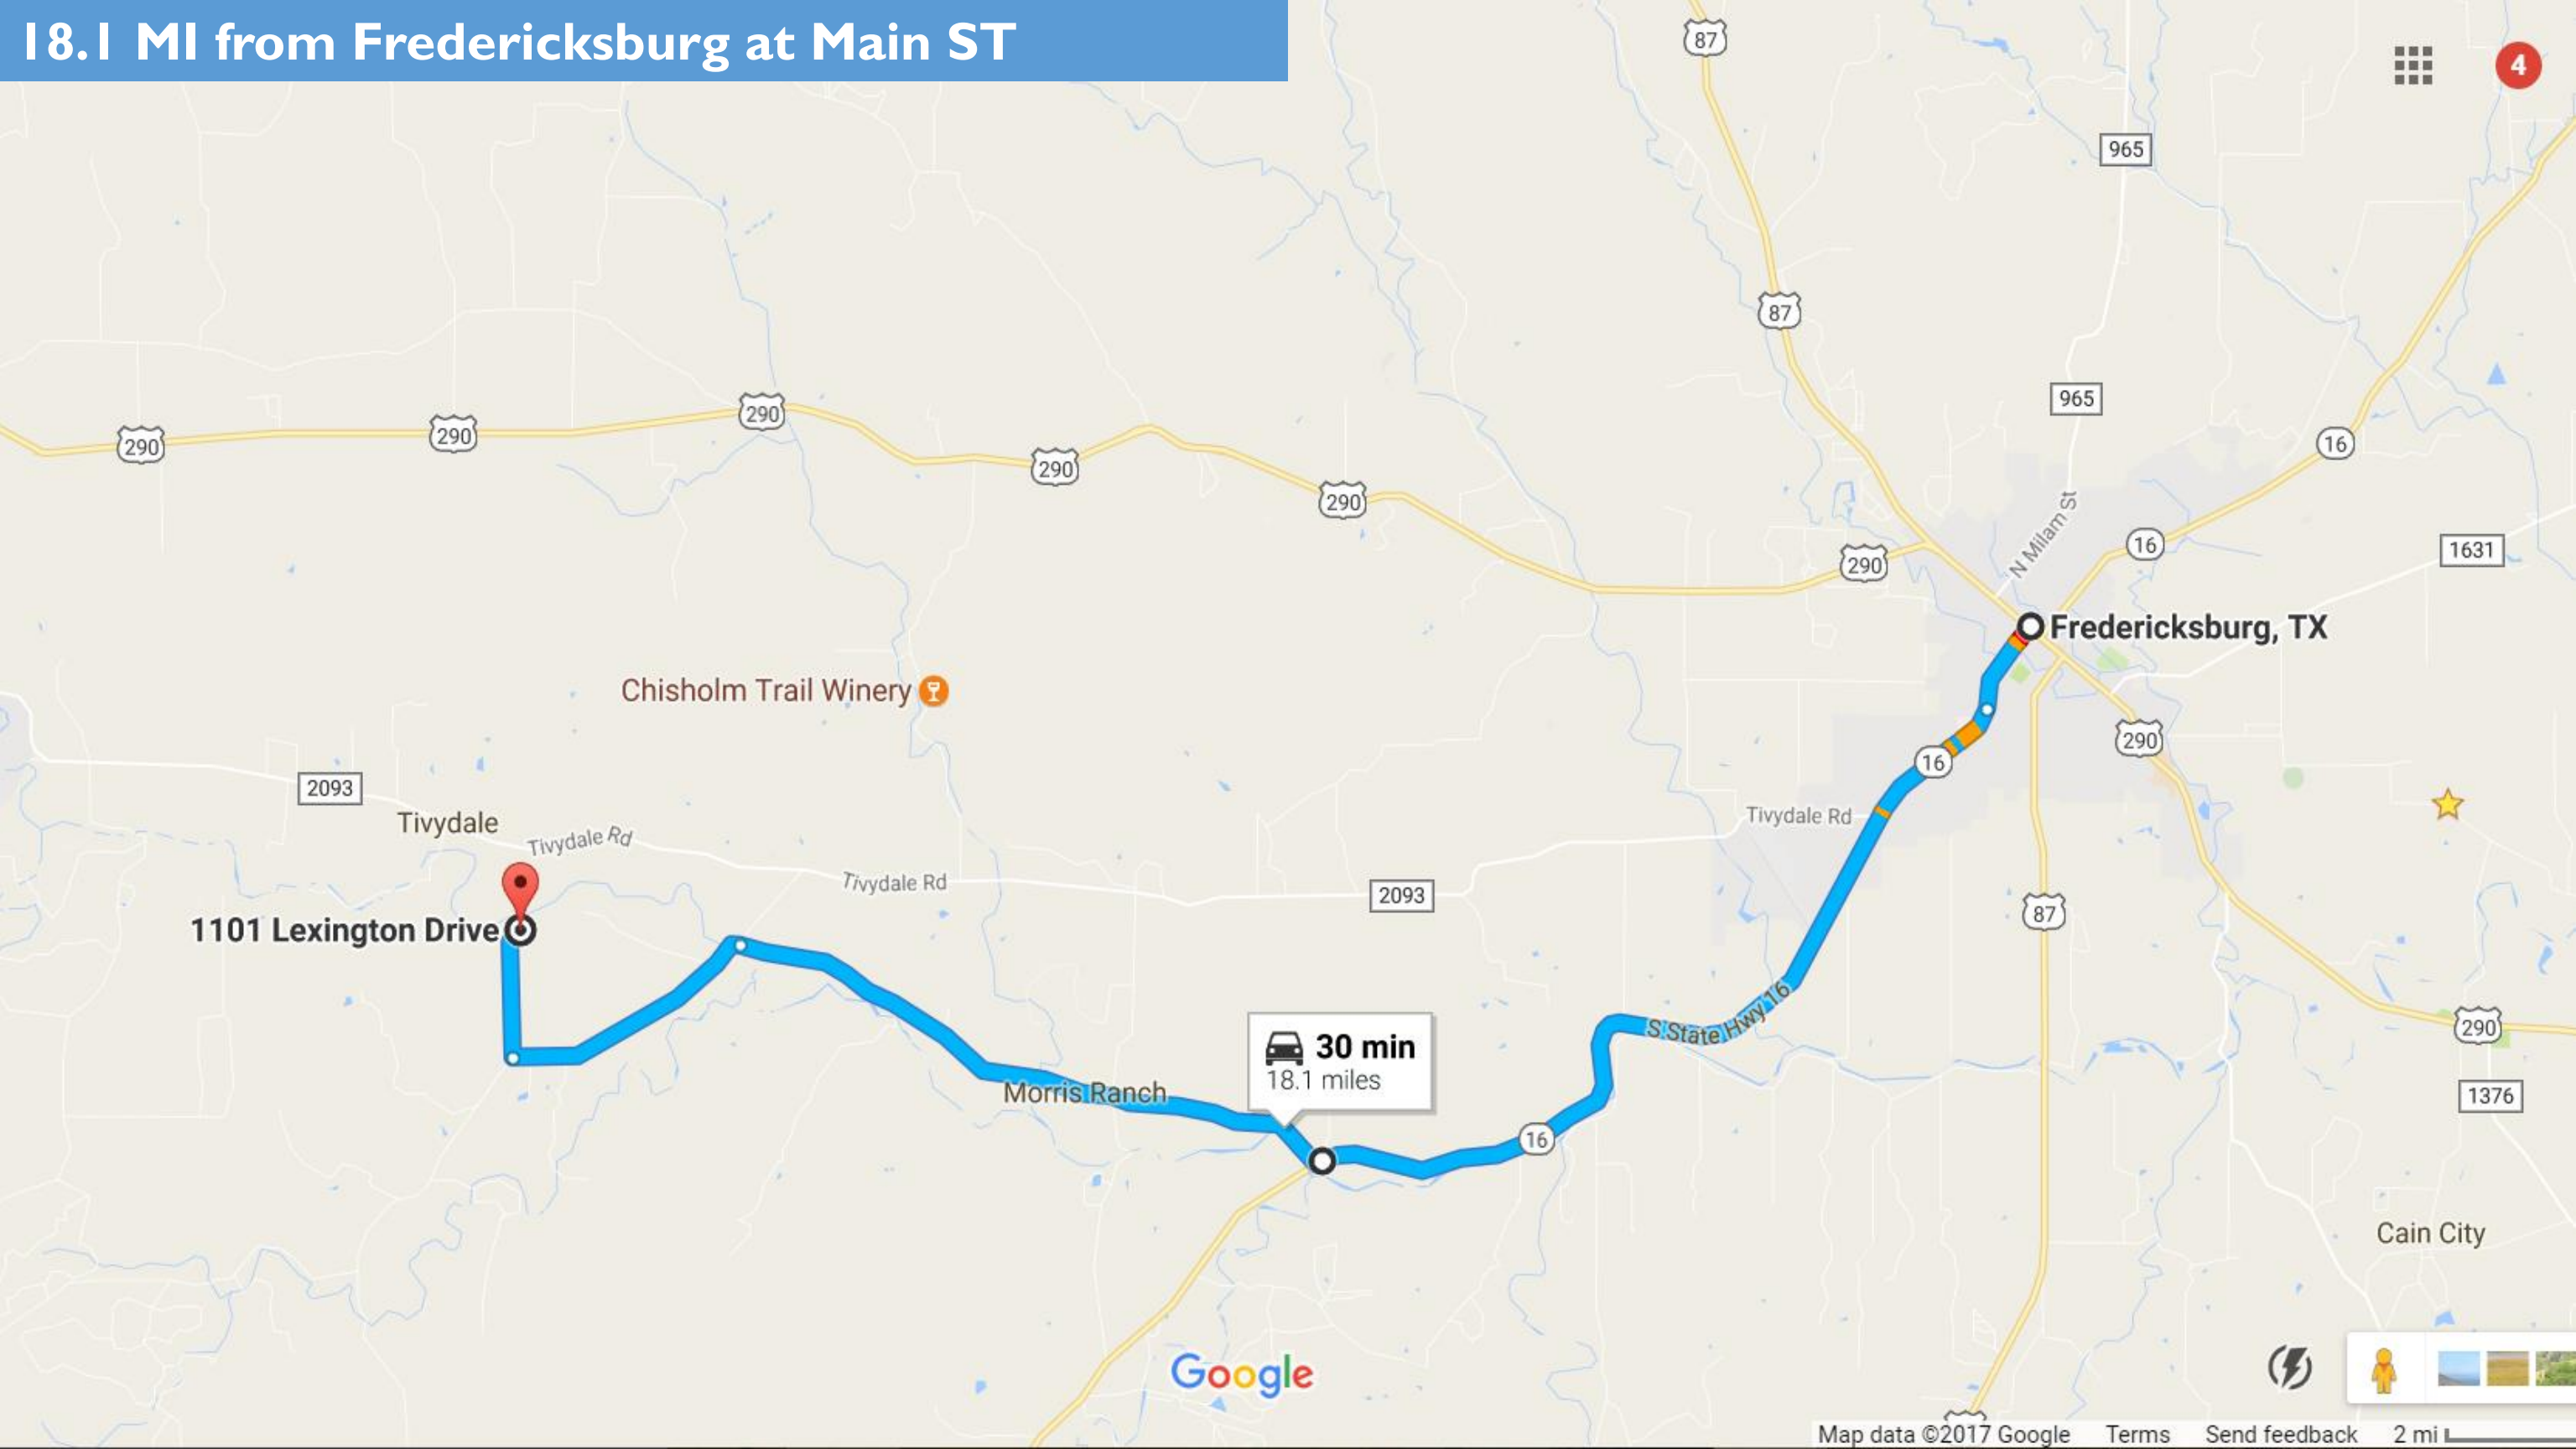 18.1 MI from Fredericksburg at Main ST
87
4
965
87
965
290
290
290
290
290
16
N Milam St
16
290
1631
Fredericksburg, TX
Chisholm Trail Winery
290
16
2093
Tivydale
Tivydale Rd
Tivydale Rd
Tivydale Rd
2093
87
1101 Lexington Drive
S State Hwy 16
290
30 min
18.1 miles
Morris Ranch
1376
16
Cain City
Google
Map data ©2017 Google Terms Send feedback 2 mi